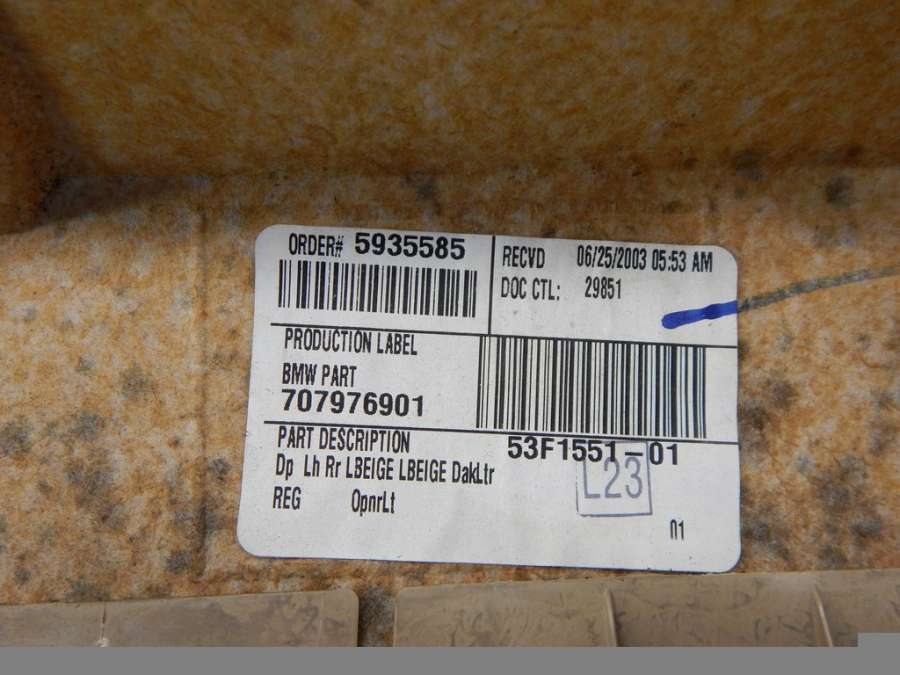 ORDER# 5935585
RECVD 06/25/2003 05:53 AM
DOC CTL: 29851
PRODUCTION LABEL
BMW PART
707976901
PART DESCRIPTION
53F1551-01
Dp Lh Rr LBEIGE LBEIGE DakLtr
L23
REG OpnrLt
01